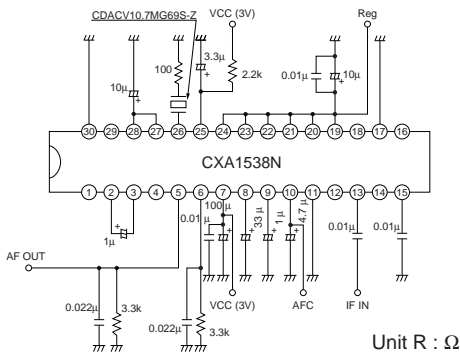 CDACV10.7MG69S-Z
VCC (3V)
Reg
100
3.3µ
2.2k
10µ
0.01µ
10µ
30 29 28 27 26 25 24 23 22 21 20 19 18 17 16
CXA1538N
1 2 3 4 5 6 7 8 9 10 11 12 13 14 15
1µ
100µ
0.01µ
33µ
1µ
4.7µ
0.01µ
0.01µ
AF OUT
VCC (3V)
AFC
IF IN
0.022µ
3.3k
0.022µ
3.3k
Unit R : Ω